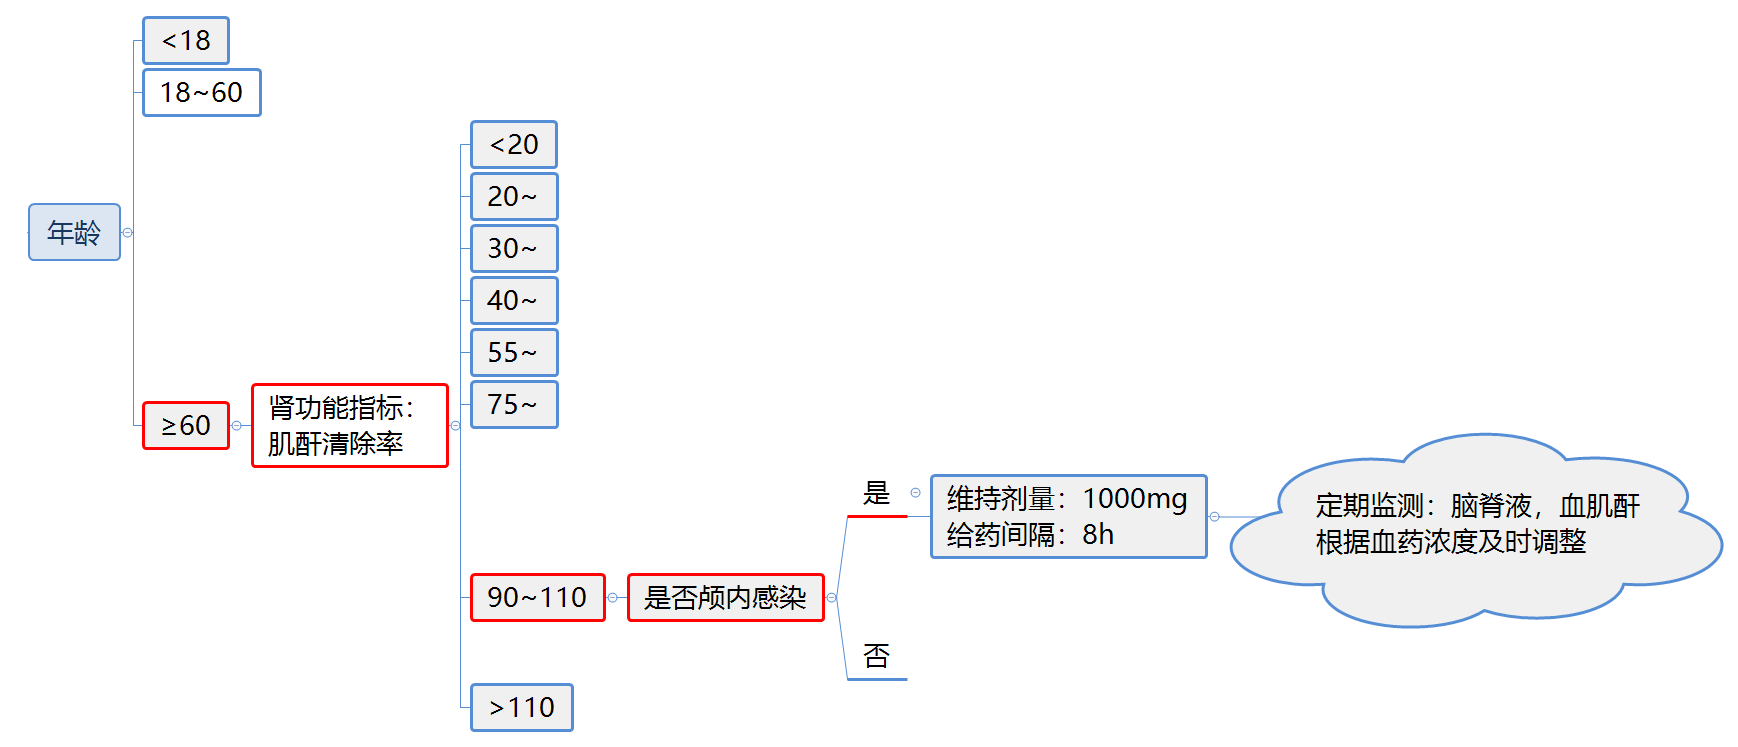 <18
18~60
年龄
≥60
肾功能指标：
肌酐清除率
<20
20~
30~
40~
55~
75~
90~110
>110
是否颅内感染
是
否
维持剂量：1000mg
给药间隔：8h
定期监测：脑脊液，血肌酐
根据血药浓度及时调整